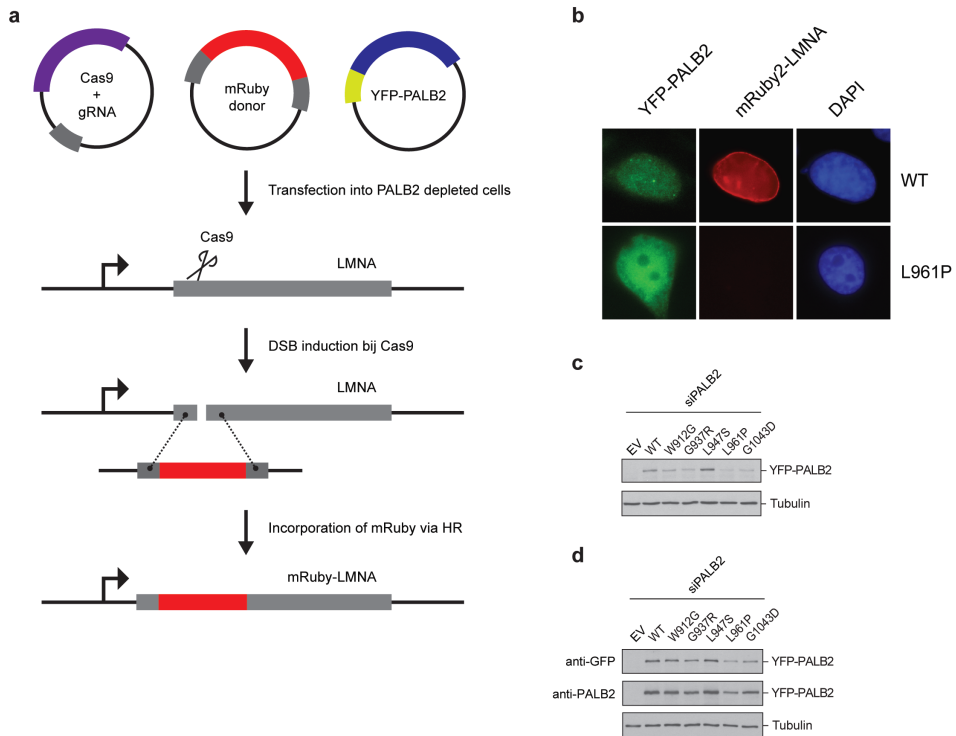 a
Cas9
+
gRNA
mRuby
donor
YFP-PALB2
Transfection into PALB2 depleted cells
Cas9
LMNA
DSB induction bij Cas9
LMNA
Incorporation of mRuby via HR
mRuby-LMNA
b
YFP-PALB2
mRuby2-LMNA
DAPI
WT
L961P
c
siPALB2
EV
WT
W912G
G937R
L947S
L961P
G1043D
YFP-PALB2
Tubulin
d
siPALB2
EV
WT
W912G
G937R
L947S
L961P
G1043D
anti-GFP
YFP-PALB2
anti-PALB2
YFP-PALB2
Tubulin